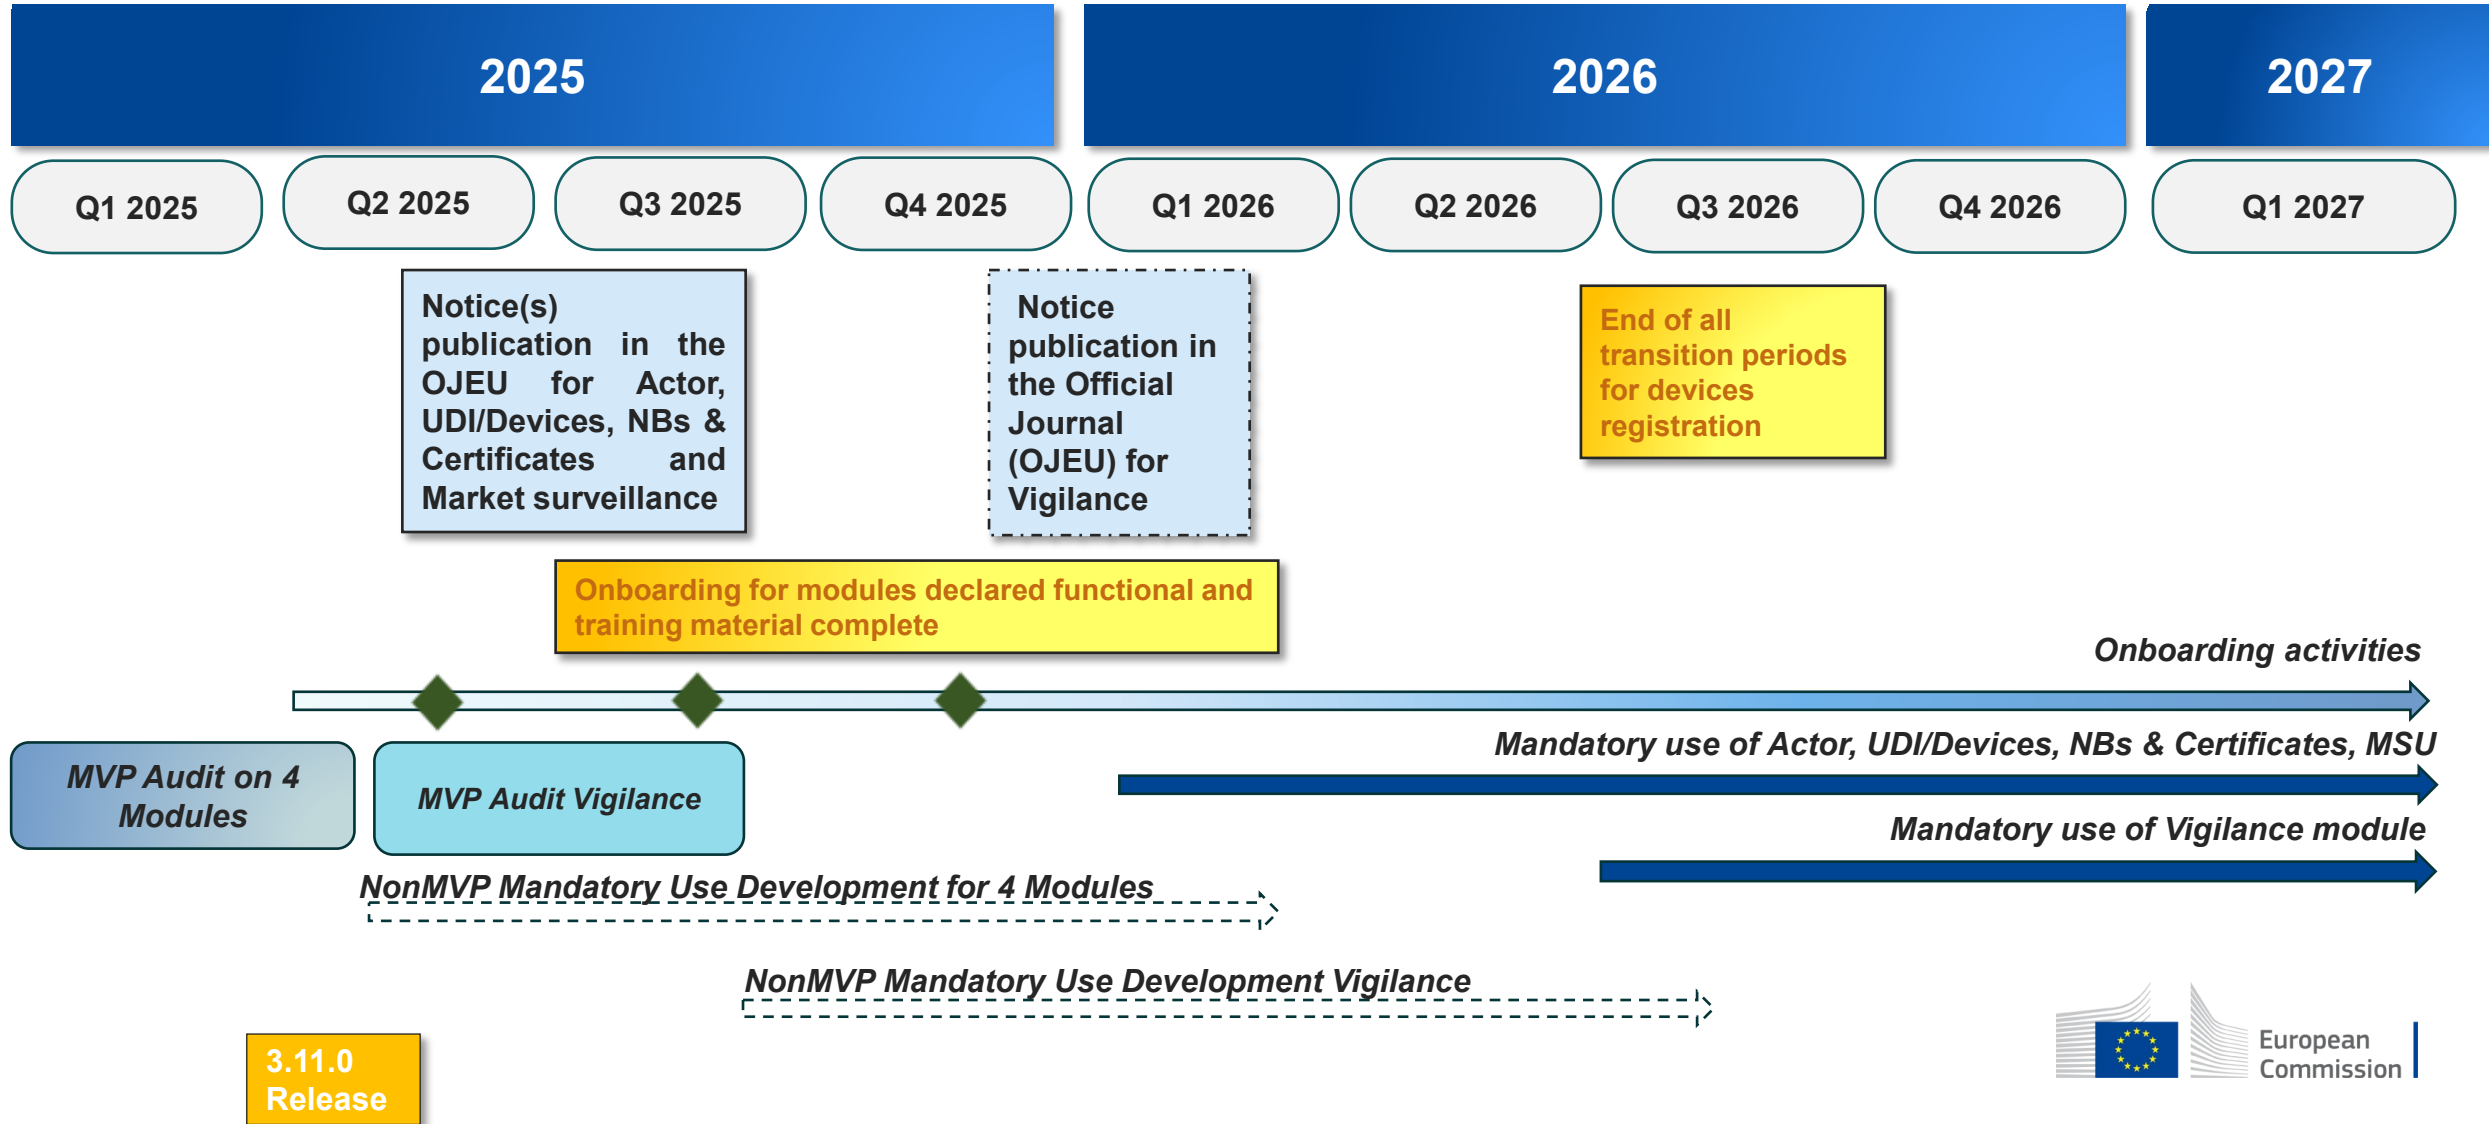 2025
2026
2027
Q1 2025
Q2 2025
Q3 2025
Q4 2025
Q1 2026
Q2 2026
Q3 2026
Q4 2026
Q1 2027
Notice(s)
publication in the
OJEU for Actor,
UDI/Devices, NBs &
Certificates and
Market surveillance
Notice
publication in
the Official
Journal
(OJEU) for
Vigilance
End of all
transition periods
for devices
registration
Onboarding for modules declared functional and
training material complete
Onboarding activities
MVP Audit on 4
Modules
MVP Audit Vigilance
Mandatory use of Actor, UDI/Devices, NBs & Certificates, MSU
Mandatory use of Vigilance module
NonMVP Mandatory Use Development for 4 Modules
NonMVP Mandatory Use Development Vigilance
3.11.0
Release
European
Commission